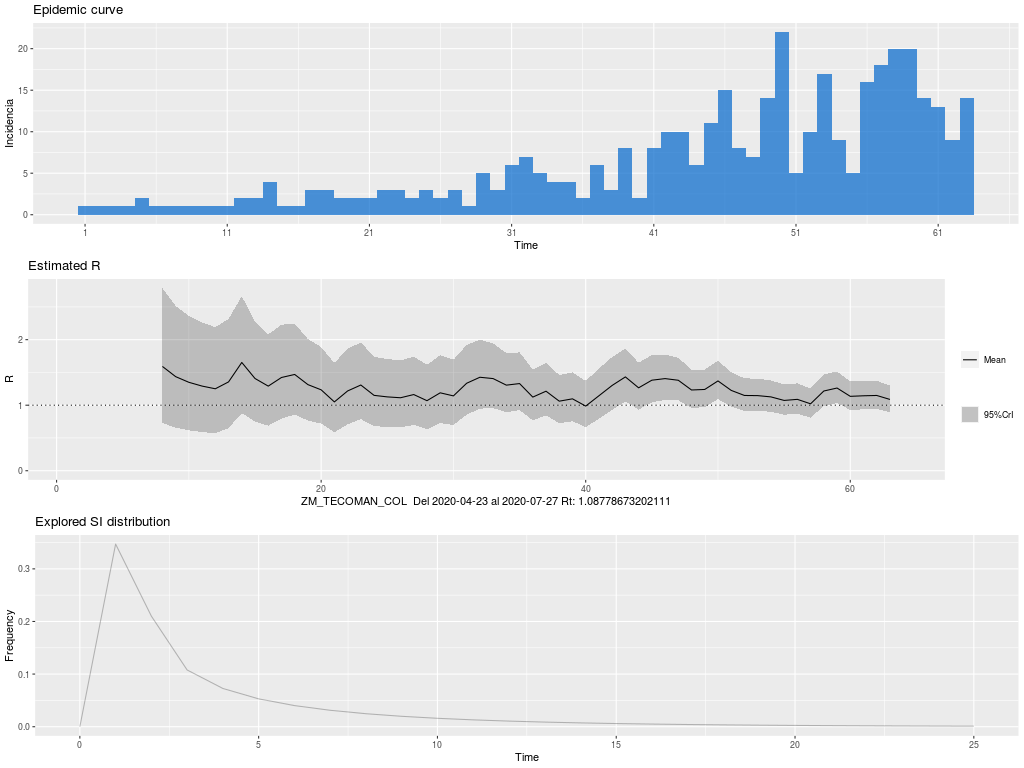 Epidemic curve
Incidencia
20
15
10
5
0
1 11 21 31 41 51 61
Time
Estimated R
R
2
1
0
0 20 40 60
Mean
95%CrI
ZM_TECOMAN_COL Del 2020-04-23 al 2020-07-27 Rt: 1.08778673202111
Explored SI distribution
Frequency
0.3
0.2
0.1
0.0
0 5 10 15 20 25
Time